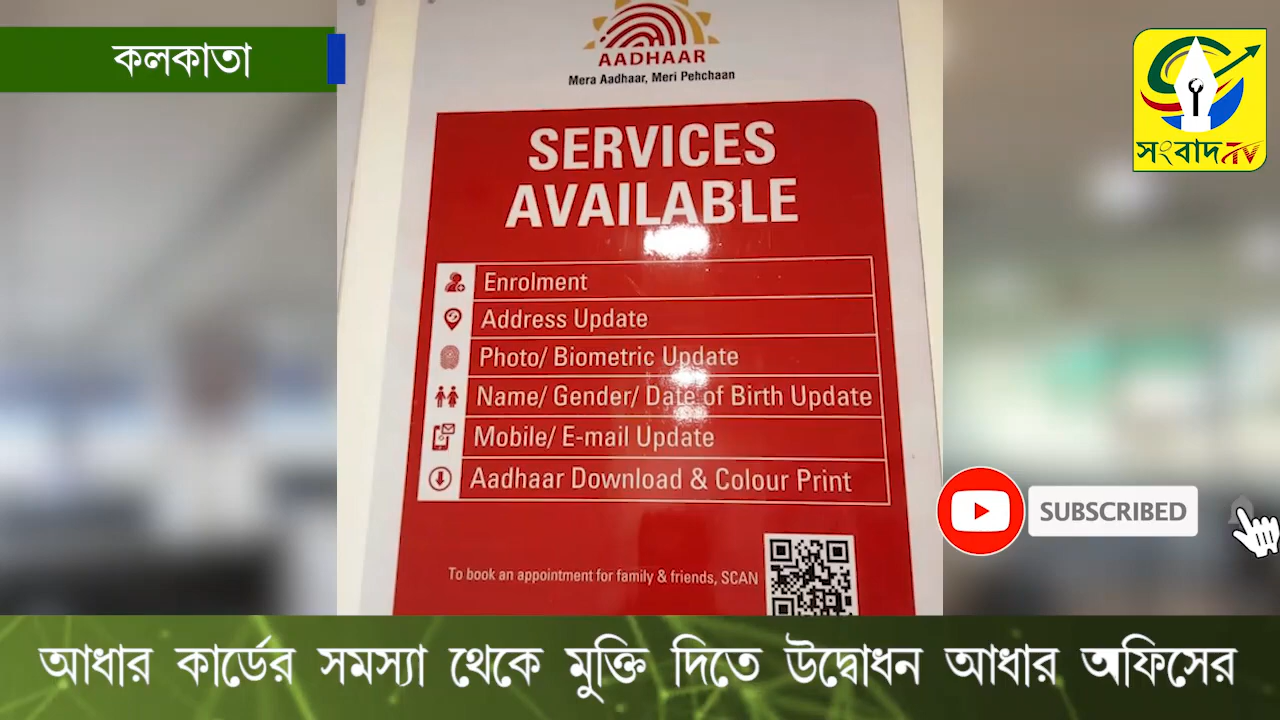 কলকাতা
AADHAAR
Mera Aadhaar, Meri Pehchaan
সংবাদ TV
SERVICES
AVAILABLE
Enrolment
Address Update
Photo/ Biometric Update
Name/ Gender/ Date of Birth Update
Mobile/ E-mail Update
Aadhaar Download & Colour Print
SUBSCRIBED
To book an appointment for family & friends, SCAN
আধার কার্ডের সমস্যা থেকে মুক্তি দিতে উদ্বোধন আধার অফিসের